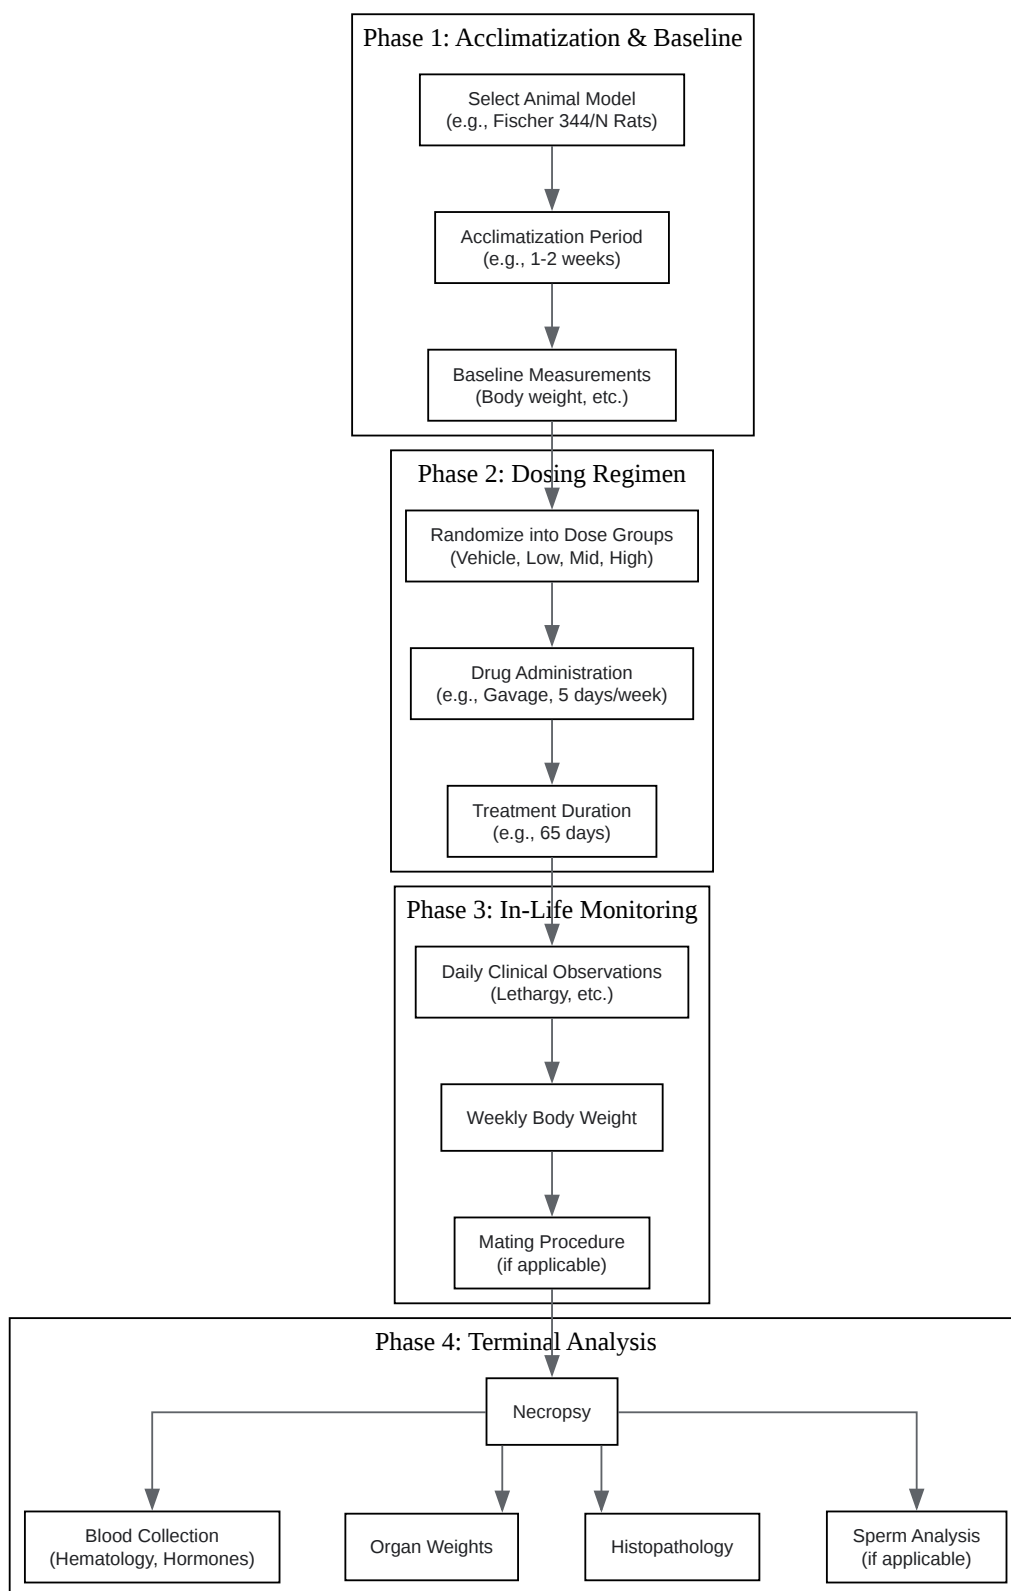 Phase 1: Acclimatization & Baseline
Select Animal Model
(e.g., Fischer 344/N Rats)
Acclimatization Period
(e.g., 1-2 weeks)
Baseline Measurements
(Body weight, etc.)
Phase 2: Dosing Regimen
Randomize into Dose Groups
(Vehicle, Low, Mid, High)
Drug Administration
(e.g., Gavage, 5 days/week)
Treatment Duration
(e.g., 65 days)
Phase 3: In-Life Monitoring
Daily Clinical Observations
(Lethargy, etc.)
Weekly Body Weight
Mating Procedure
(if applicable)
Phase 4: Terminal Analysis
Necropsy
Blood Collection
(Hematology, Hormones)
Organ Weights
Histopathology
Sperm Analysis
(if applicable)